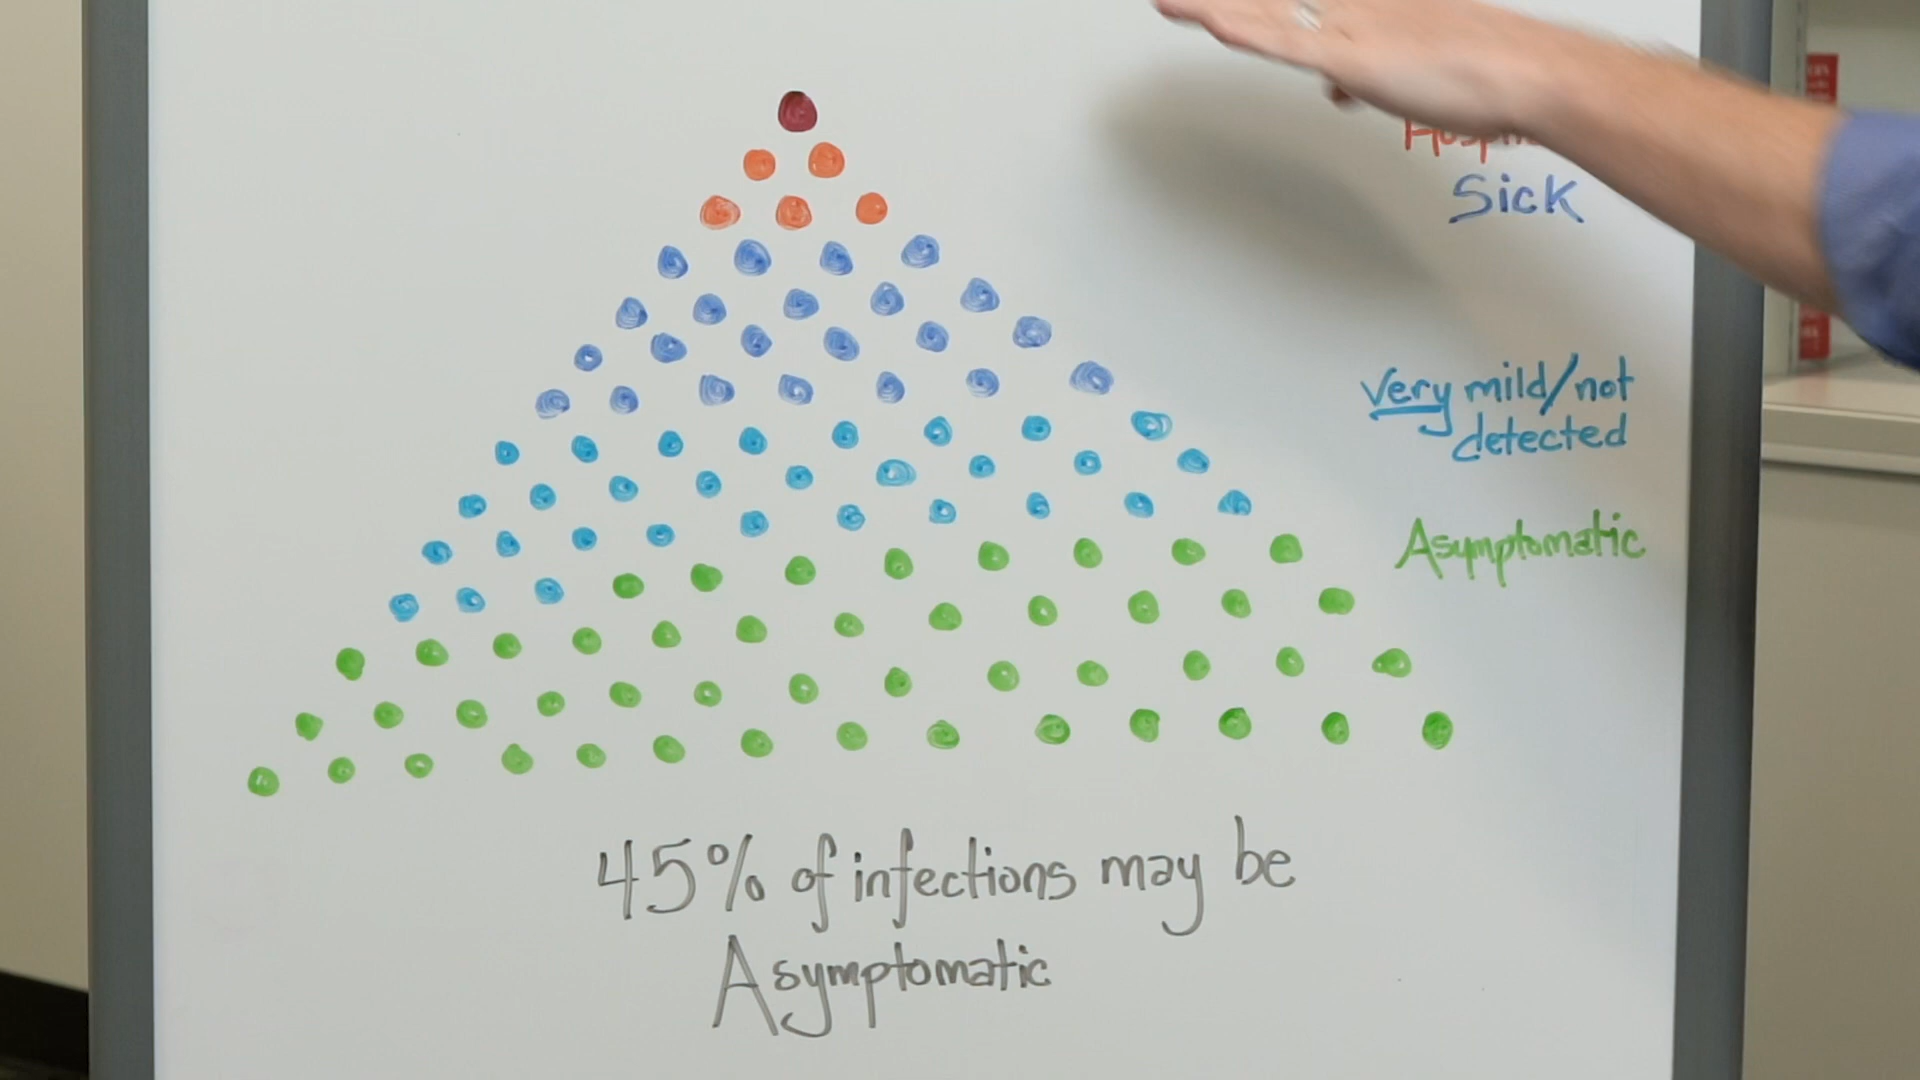 Sick
Very mild/not
detected
Asymptomatic
45% of infections may be
Asymptomatic